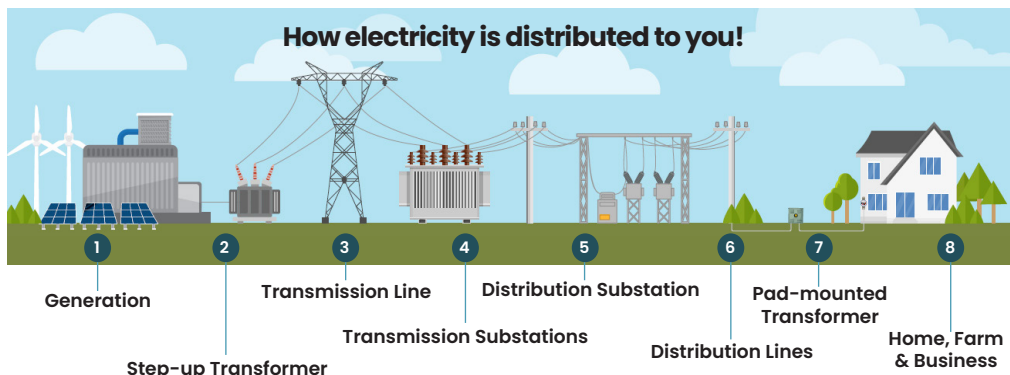 How electricity is distributed to you!
1
2
3
4
5
6
7
8
Generation
Step-up Transformer
Transmission Line
Transmission Substations
Distribution Substation
Distribution Lines
Pad-mounted
Transformer
Home, Farm
& Business